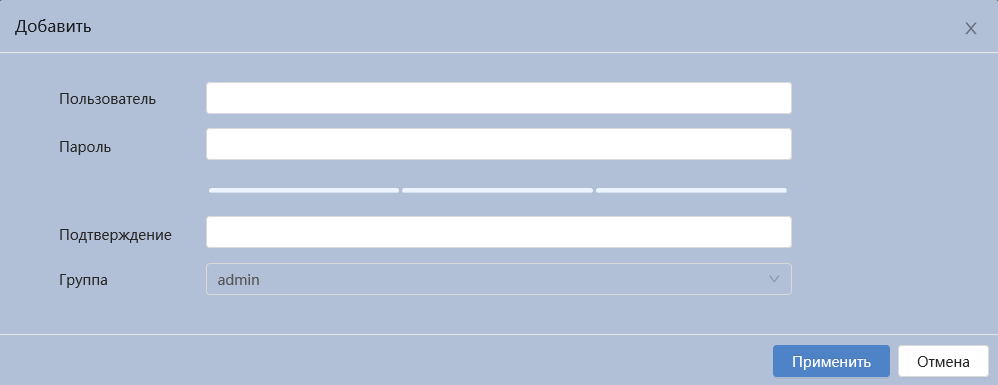 Добавить
Пользователь
Пароль
Подтверждение
Группа admin
Применить Отмена